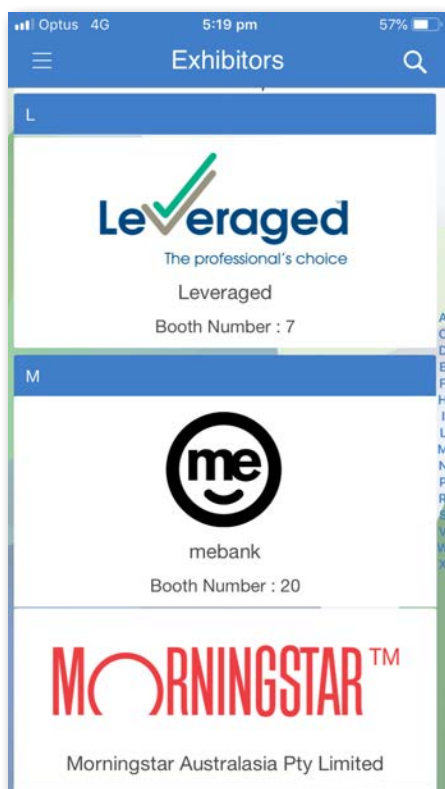 Optus 4G 5:19 pm 57%
Exhibitors
L
Leveraged
The professional's choice
Leveraged
Booth Number : 7
M
me
mebank
Booth Number : 20
MORNINGSTAR™
Morningstar Australasia Pty Limited
A
C
D
E
F
H
I
L
M
N
P
R
S
V
W
X